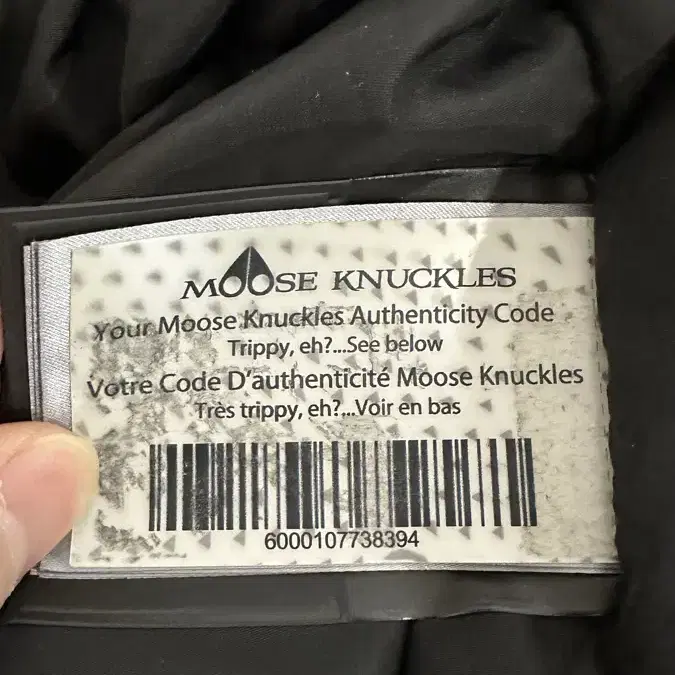 MOOSE KNUCKLES
Your Moose Knuckles Authenticity Code
Trippy, eh?...See below
Votre Code D'authenticité Moose Knuckles
Très trippy, eh?...Voir en bas
6000107738394